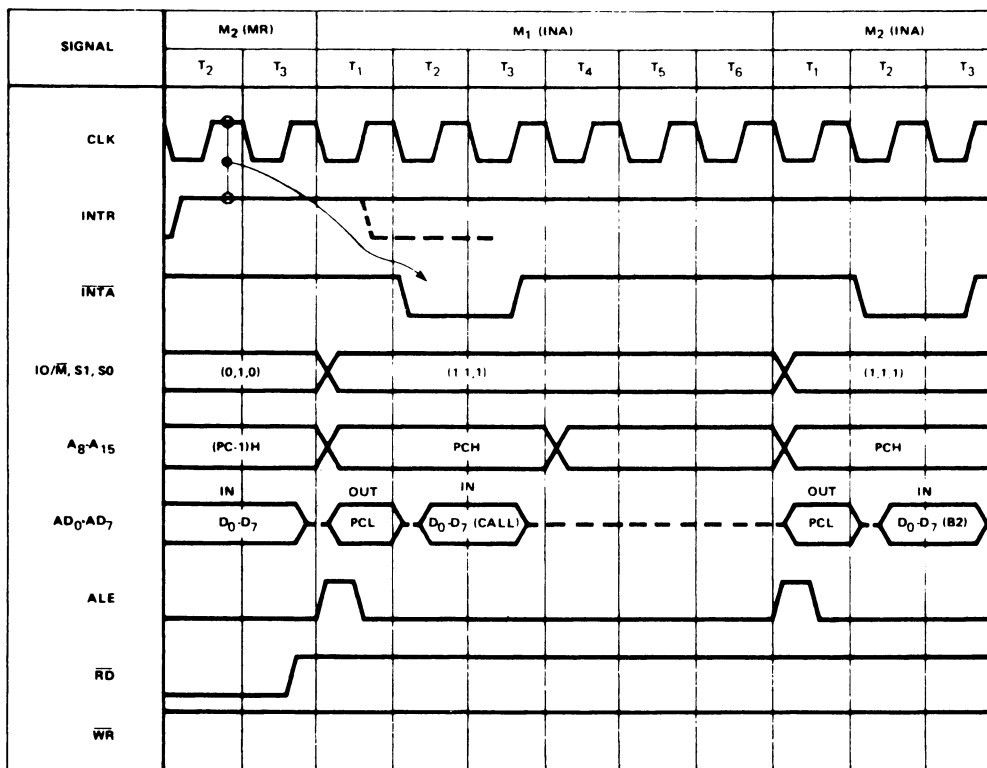 SIGNAL
M2 (MR) M1 (INA) M2 (INA)
T2 T3 T1 T2 T3 T4 T5 T6 T1 T2 T3
CLK
INTR
INTA
IO/M, S1, S0 (0,1,0) (1,1,1) (1,1,1)
A8-A15 (PC-1)H PCH PCH
IN OUT IN OUT IN
AD0-AD7 D0-D7 PCL D0-D7 (CALL) PCL D0-D7 (B2)
ALE
RD
WR